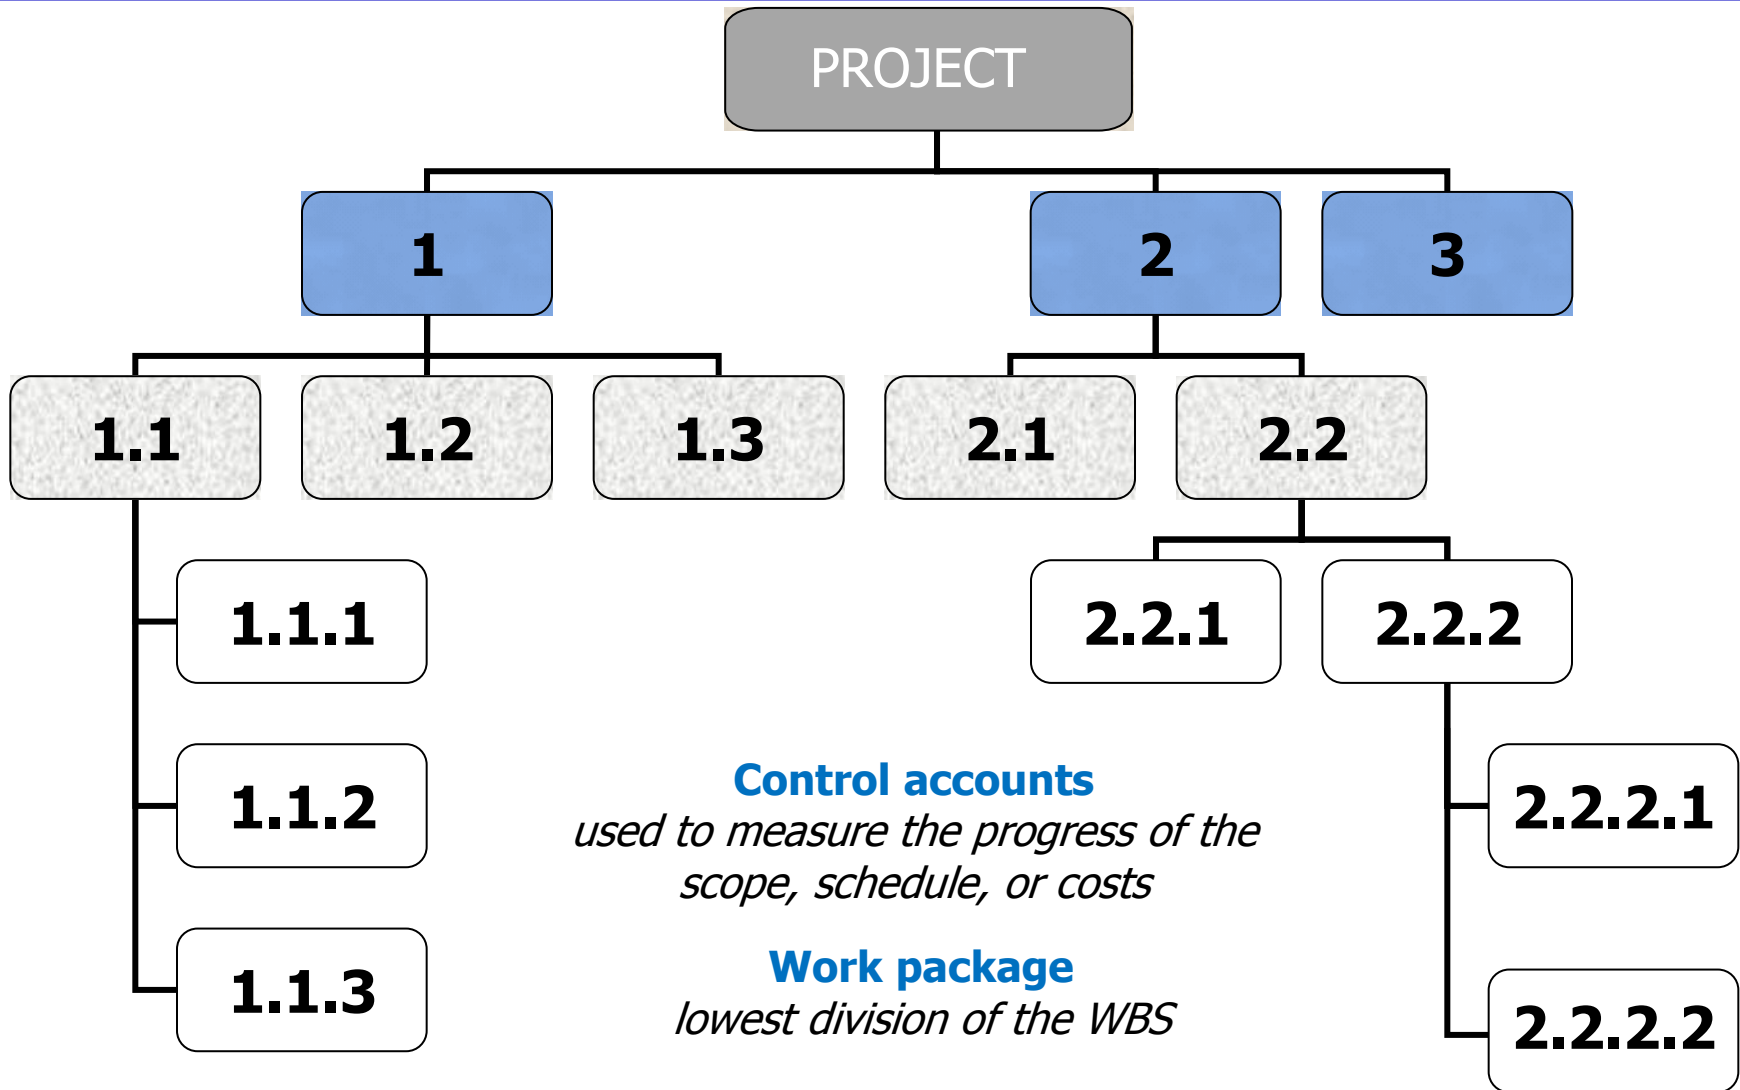 PROJECT
1
2
3
1.1
1.2
1.3
2.1
2.2
1.1.1
2.2.1
2.2.2
1.1.2
1.1.3
Control accounts
used to measure the progress of the
scope, schedule, or costs
Work package
lowest division of the WBS
2.2.2.1
2.2.2.2